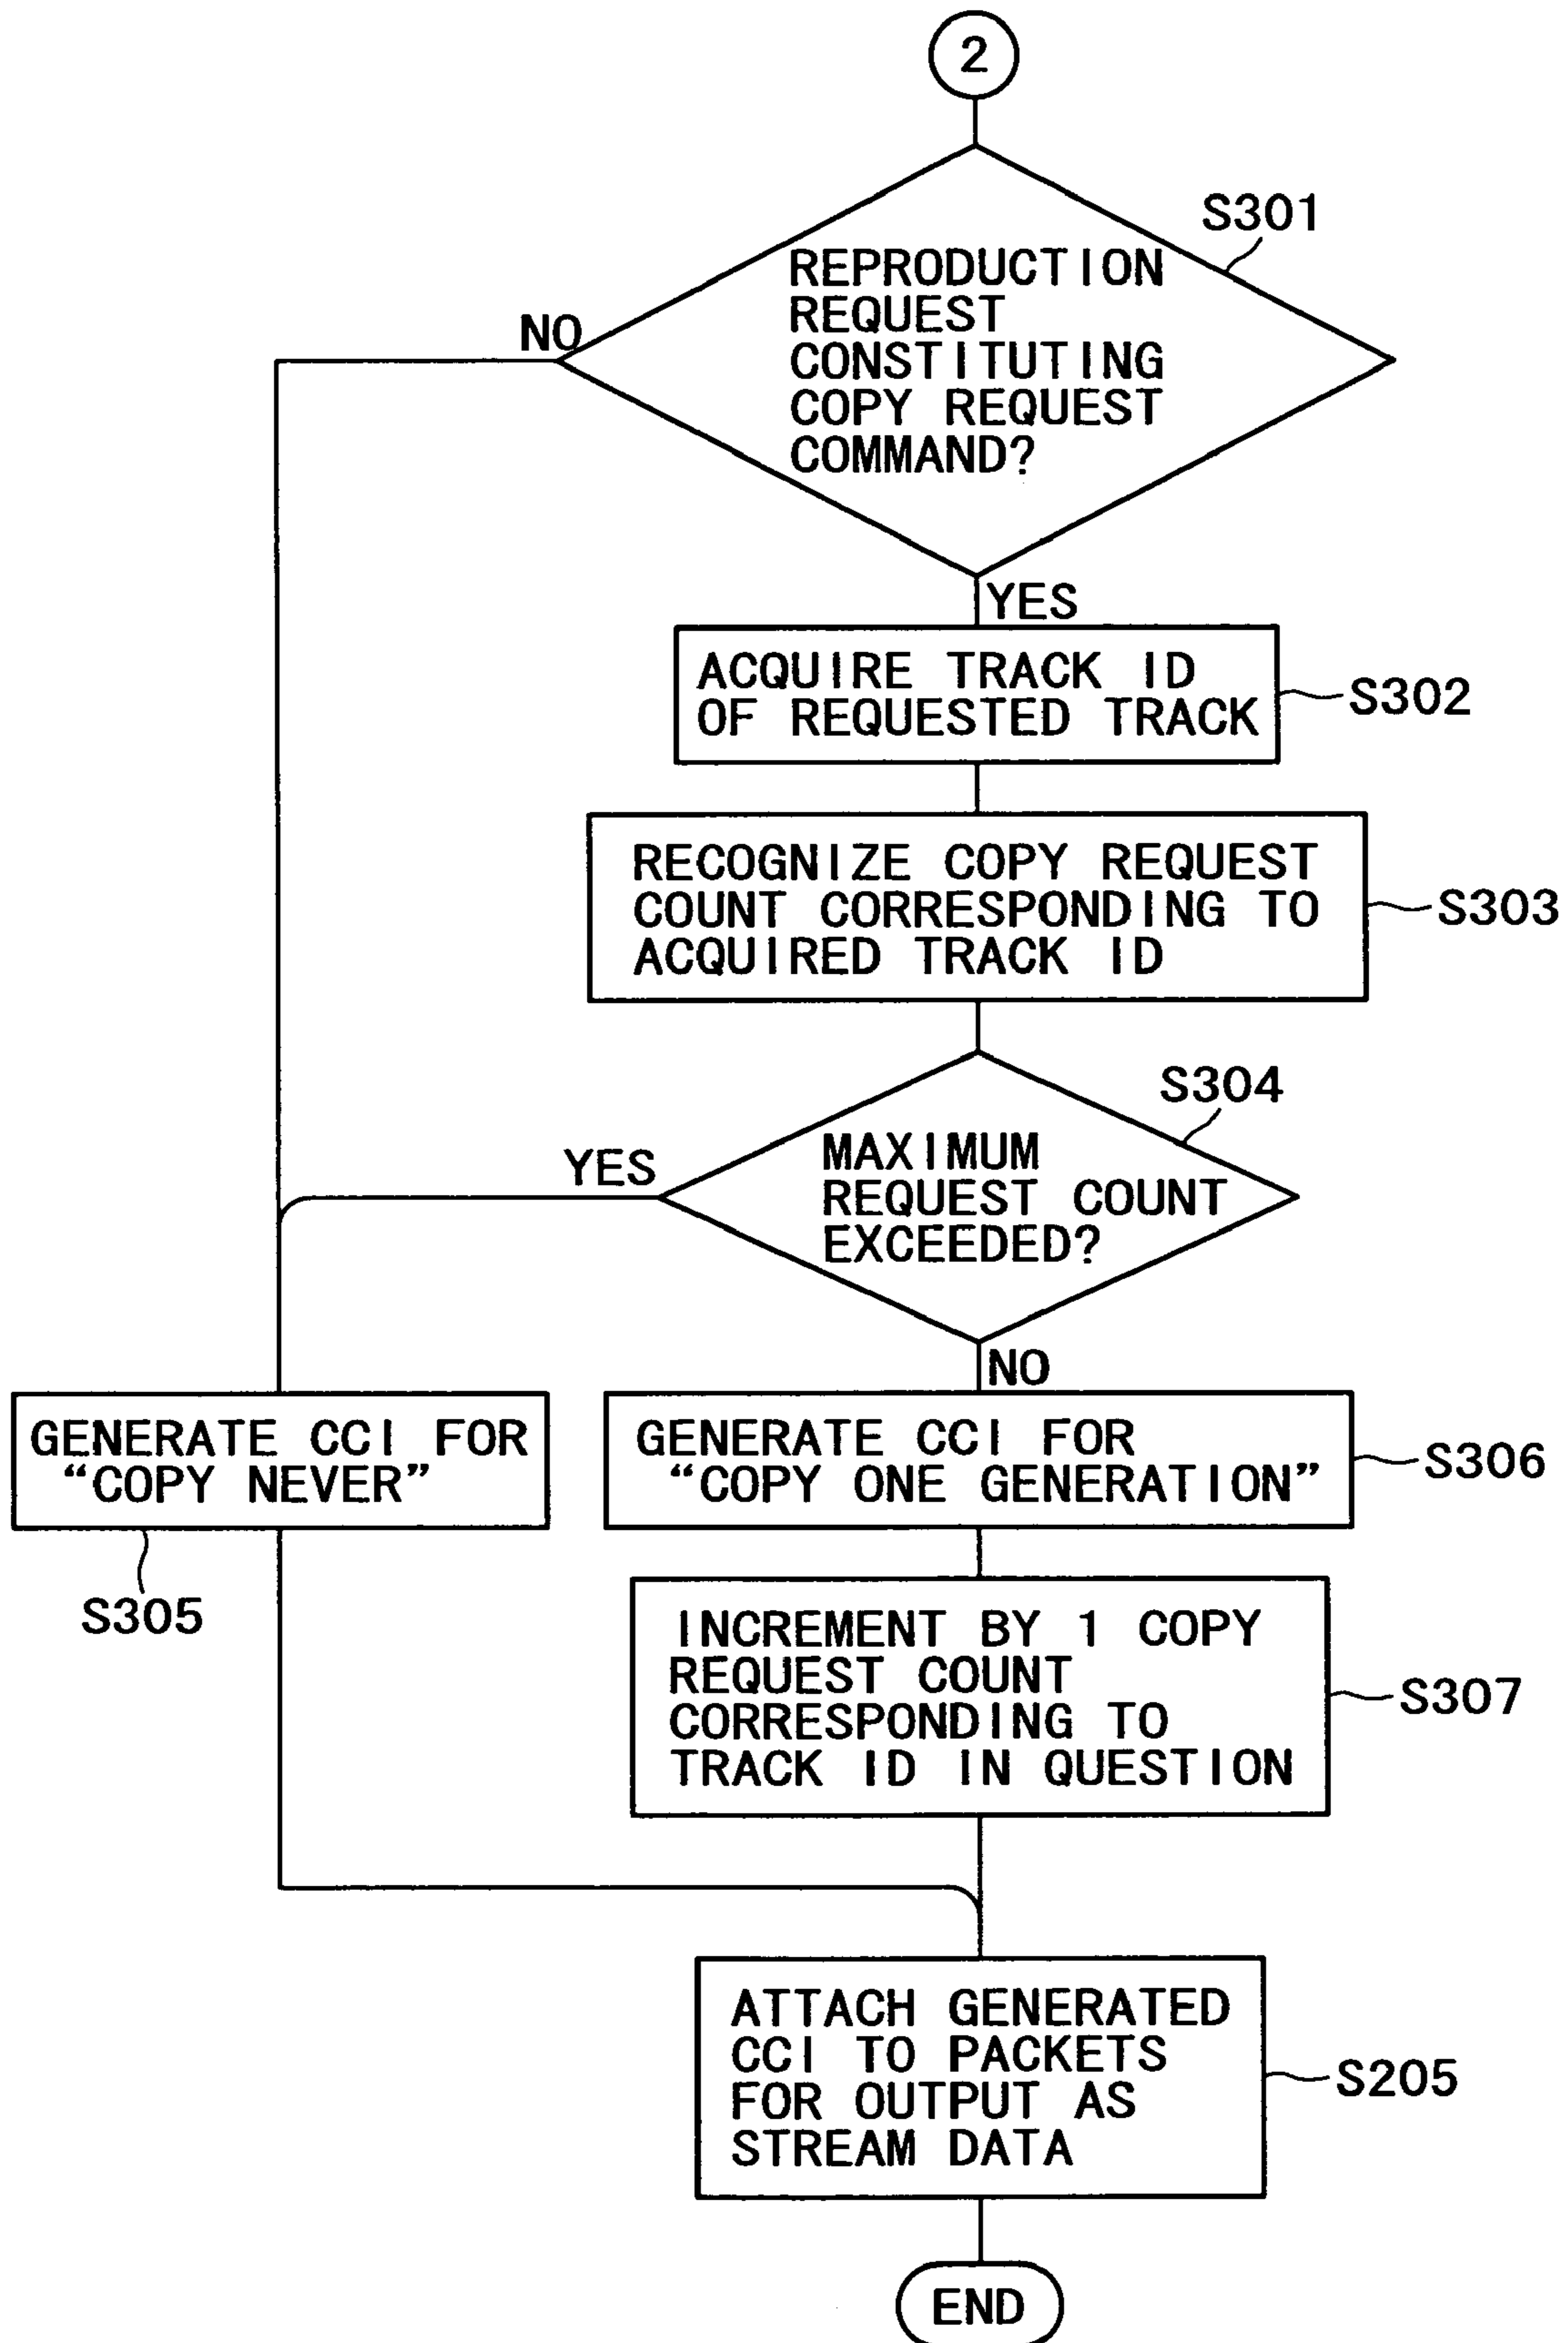 2
S301
REPRODUCTION
REQUEST
CONSTITUTING
COPY REQUEST
COMMAND?
NO
YES
ACQUIRE TRACK ID
OF REQUESTED TRACK
S302
RECOGNIZE COPY REQUEST
COUNT CORRESPONDING TO
ACQUIRED TRACK ID
S303
S304
MAXIMUM
REQUEST COUNT
EXCEEDED?
YES
NO
GENERATE CCI FOR
“COPY NEVER”
S305
GENERATE CCI FOR
“COPY ONE GENERATION”
S306
INCREMENT BY 1 COPY
REQUEST COUNT
CORRESPONDING TO
TRACK ID IN QUESTION
S307
ATTACH GENERATED
CCI TO PACKETS
FOR OUTPUT AS
STREAM DATA
S205
END